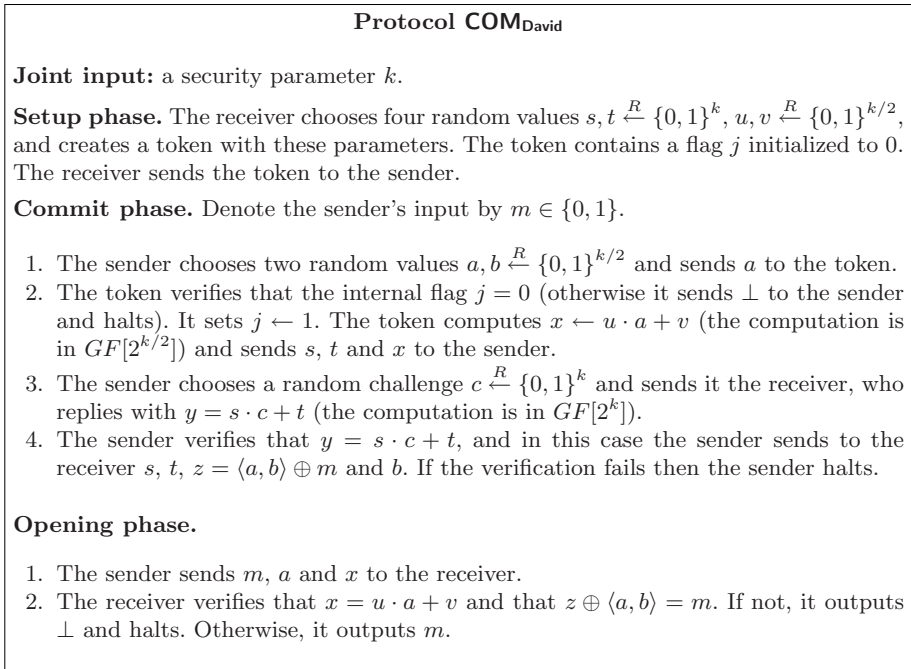 Protocol COM_David
Joint input: a security parameter k.
Setup phase. The receiver chooses four random values s, t ←^R {0, 1}^k, u, v ←^R {0, 1}^{k/2},
and creates a token with these parameters. The token contains a flag j initialized to 0.
The receiver sends the token to the sender.
Commit phase. Denote the sender's input by m ∈ {0, 1}.
1. The sender chooses two random values a, b ←^R {0, 1}^{k/2} and sends a to the token.
2. The token verifies that the internal flag j = 0 (otherwise it sends ⊥ to the sender
and halts). It sets j ← 1. The token computes x ← u · a + v (the computation is
in GF[2^{k/2}]) and sends s, t and x to the sender.
3. The sender chooses a random challenge c ←^R {0, 1}^k and sends it the receiver, who
replies with y = s · c + t (the computation is in GF[2^k]).
4. The sender verifies that y = s · c + t, and in this case the sender sends to the
receiver s, t, z = ⟨a, b⟩ ⊕ m and b. If the verification fails then the sender halts.
Opening phase.
1. The sender sends m, a and x to the receiver.
2. The receiver verifies that x = u · a + v and that z ⊕ ⟨a, b⟩ = m. If not, it outputs
⊥ and halts. Otherwise, it outputs m.